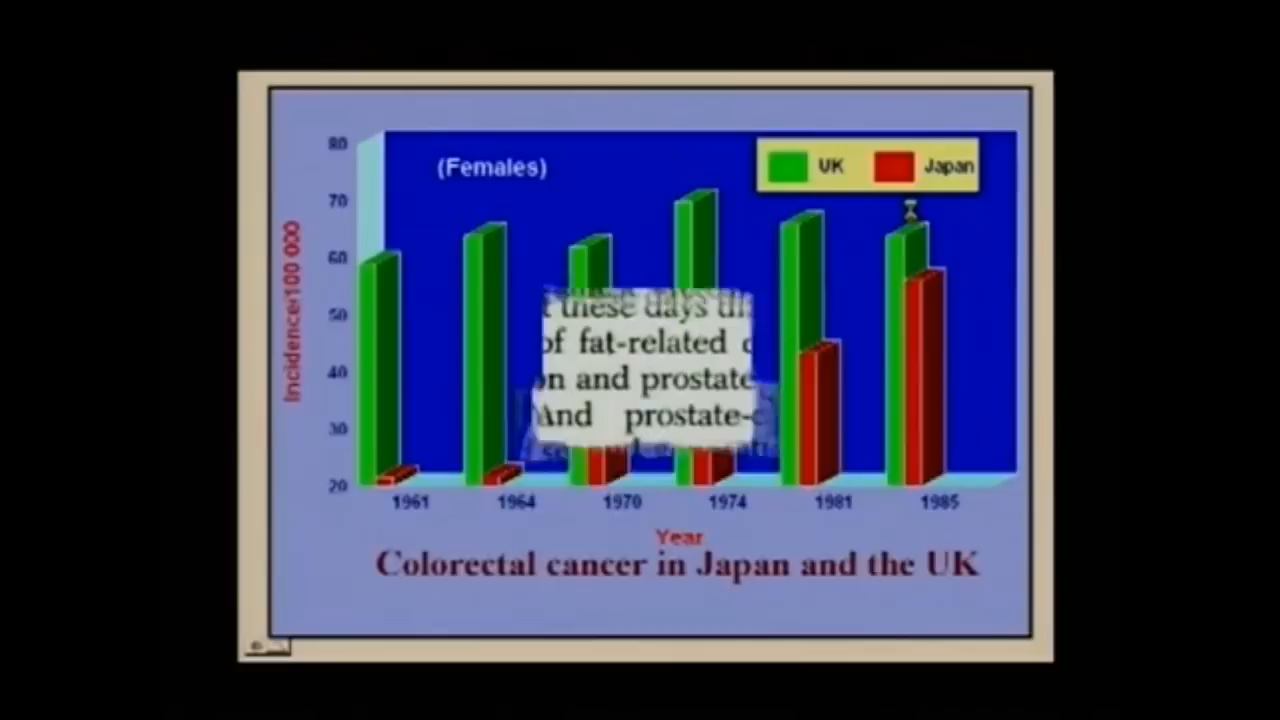 (Females)
UK Japan
80
70
60
50
40
30
20
Incidence/100 000
these days
of fat-related
and prostate
And prostate-
1961 1964 1970 1974 1981 1985
Year
Colorectal cancer in Japan and the UK